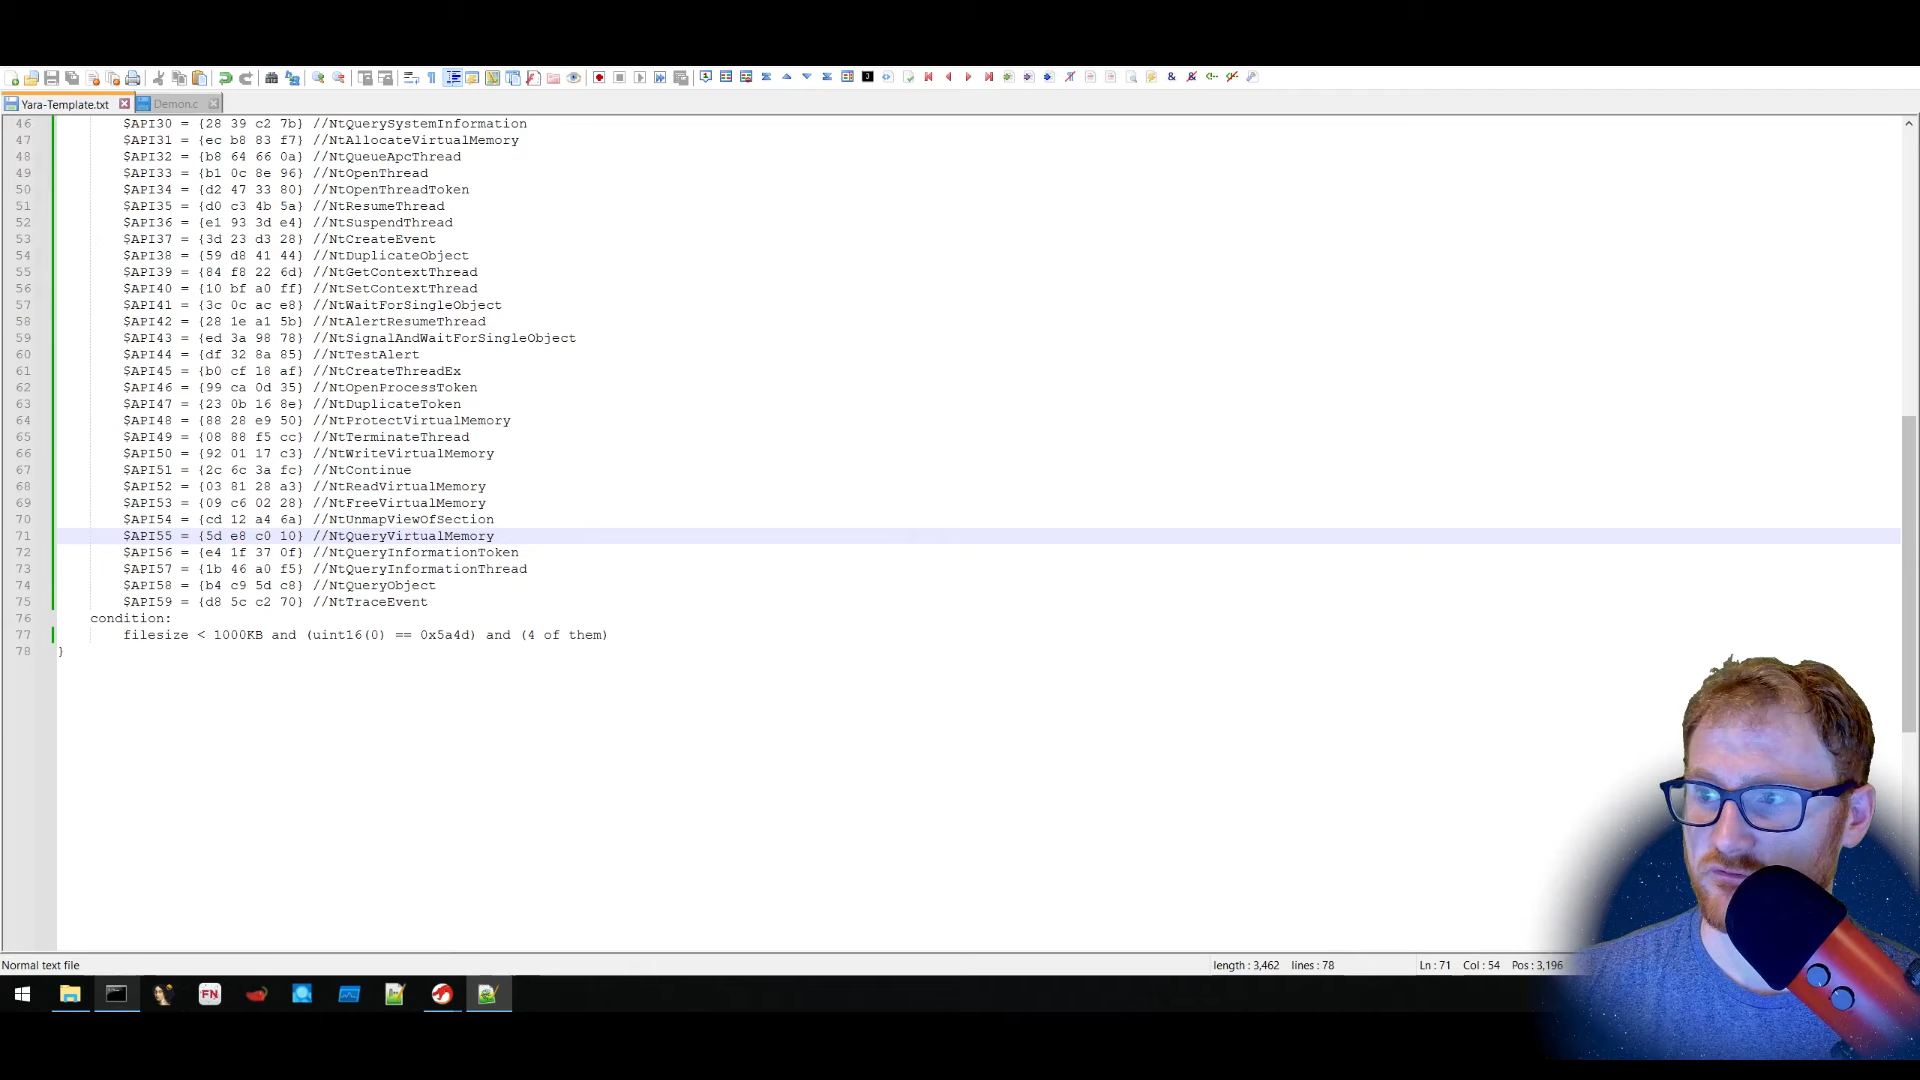 Yara-Template.txt Demon.c
46 $API30 = {28 39 c2 7b} //NtQuerySystemInformation
47 $API31 = {ec b8 83 f7} //NtAllocateVirtualMemory
48 $API32 = {b8 64 66 0a} //NtQueueApcThread
49 $API33 = {b1 0c 8e 96} //NtOpenThread
50 $API34 = {d2 47 33 80} //NtOpenThreadToken
51 $API35 = {d0 c3 4b 5a} //NtResumeThread
52 $API36 = {e1 93 3d e4} //NtSuspendThread
53 $API37 = {3d 23 d3 28} //NtCreateEvent
54 $API38 = {59 d8 41 44} //NtDuplicateObject
55 $API39 = {84 f8 22 6d} //NtGetContextThread
56 $API40 = {10 bf a0 ff} //NtSetContextThread
57 $API41 = {3c 0c ac e8} //NtWaitForSingleObject
58 $API42 = {28 1e a1 5b} //NtAlertResumeThread
59 $API43 = {ed 3a 98 78} //NtSignalAndWaitForSingleObject
60 $API44 = {df 32 8a 85} //NtTestAlert
61 $API45 = {b0 cf 18 af} //NtCreateThreadEx
62 $API46 = {99 ca 0d 35} //NtOpenProcessToken
63 $API47 = {23 0b 16 8e} //NtDuplicateToken
64 $API48 = {88 28 e9 50} //NtProtectVirtualMemory
65 $API49 = {08 88 f5 cc} //NtTerminateThread
66 $API50 = {92 01 17 c3} //NtWriteVirtualMemory
67 $API51 = {2c 6c 3a fc} //NtContinue
68 $API52 = {03 81 28 a3} //NtReadVirtualMemory
69 $API53 = {09 c6 02 28} //NtFreeVirtualMemory
70 $API54 = {cd 12 a4 6a} //NtUnmapViewOfSection
71 $API55 = {5d e8 c0 10} //NtQueryVirtualMemory
72 $API56 = {e4 1f 37 0f} //NtQueryInformationToken
73 $API57 = {1b 46 a0 f5} //NtQueryInformationThread
74 $API58 = {b4 c9 5d c8} //NtQueryObject
75 $API59 = {d8 5c c2 70} //NtTraceEvent
76 condition:
77 filesize < 1000KB and (uint16(0) == 0x5a4d) and (4 of them)
78 }
Normal text file length : 3,462 lines : 78 Ln : 71 Col : 54 Pos : 3,196
FN